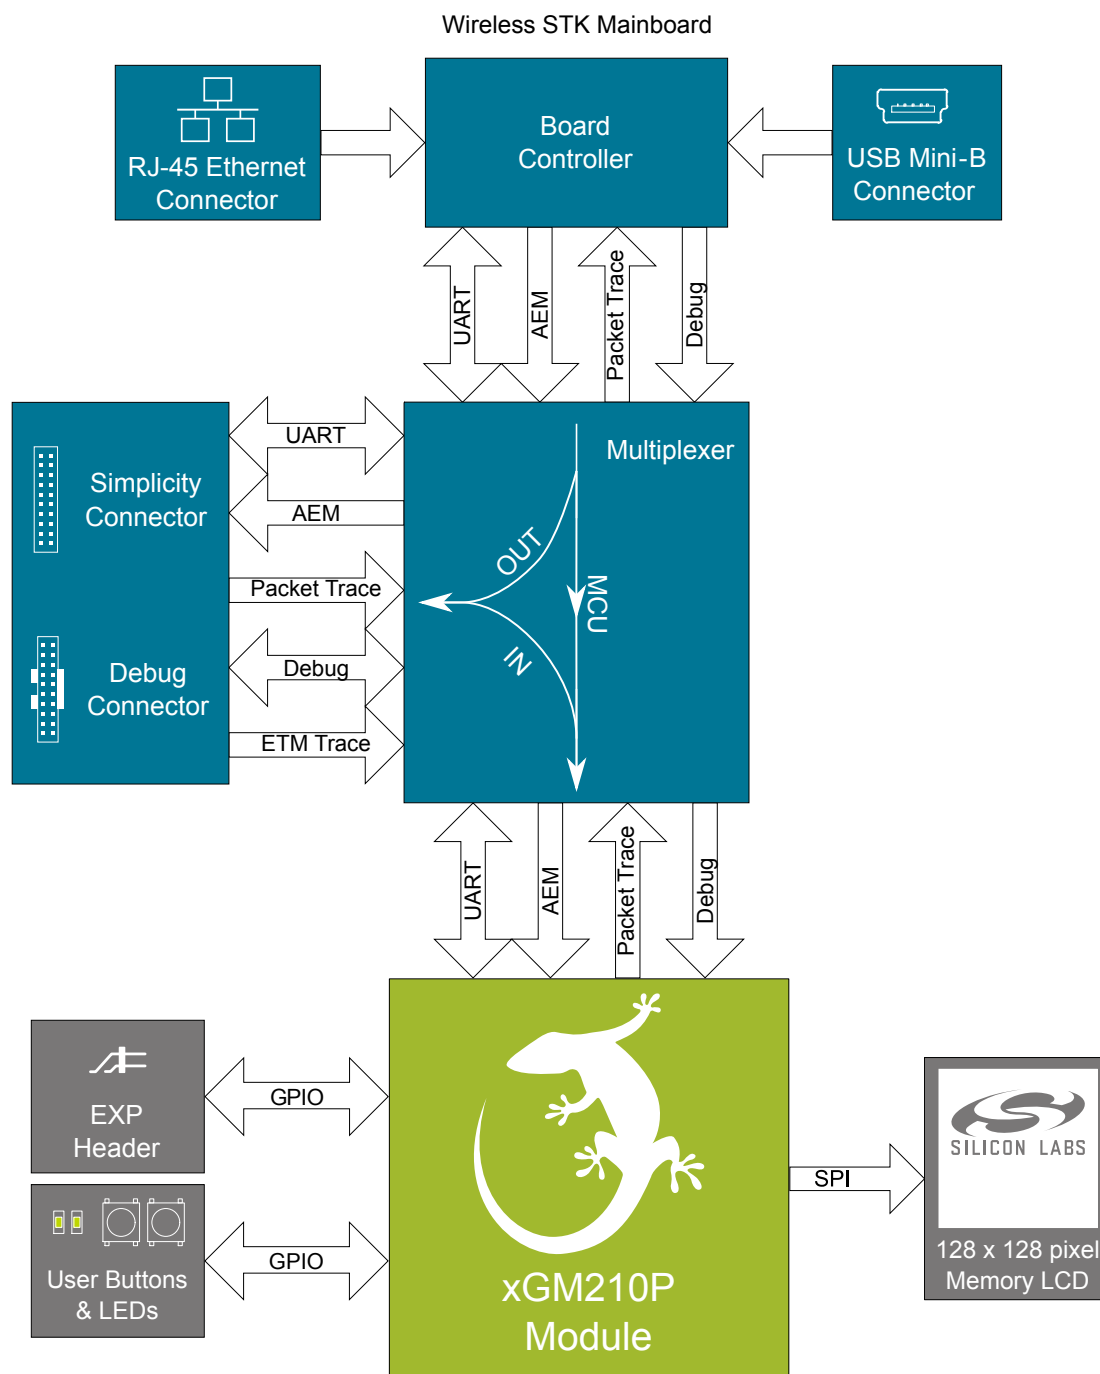 Wireless STK Mainboard
RJ-45 Ethernet
Connector
Board
Controller
USB Mini-B
Connector
UART
AEM
Packet Trace
Debug
Simplicity
Connector
Debug
Connector
UART
AEM
Packet Trace
Debug
ETM Trace
Multiplexer
OUT
MCU
IN
UART
AEM
Packet Trace
Debug
EXP
Header
GPIO
User Buttons
& LEDs
GPIO
xGM210P
Module
SPI
SILICON LABS
128 x 128 pixel
Memory LCD